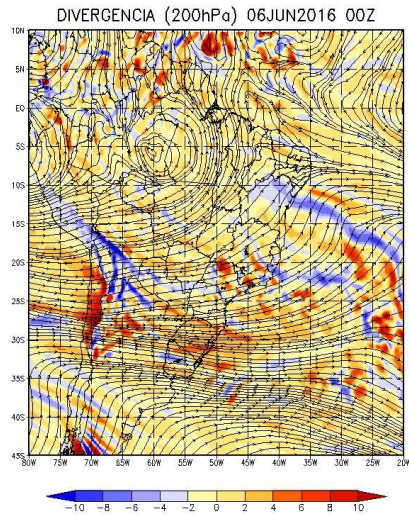 DIVERGENCIA (200hPa) 06JUN2016 00Z
10N
5N
EQ
5S
10S
15S
20S
25S
30S
35S
40S
45S
80W 75W 70W 65W 60W 55W 50W 45W 40W 35W 30W 25W 20W
-10 -8 -6 -4 -2 0 2 4 6 8 10